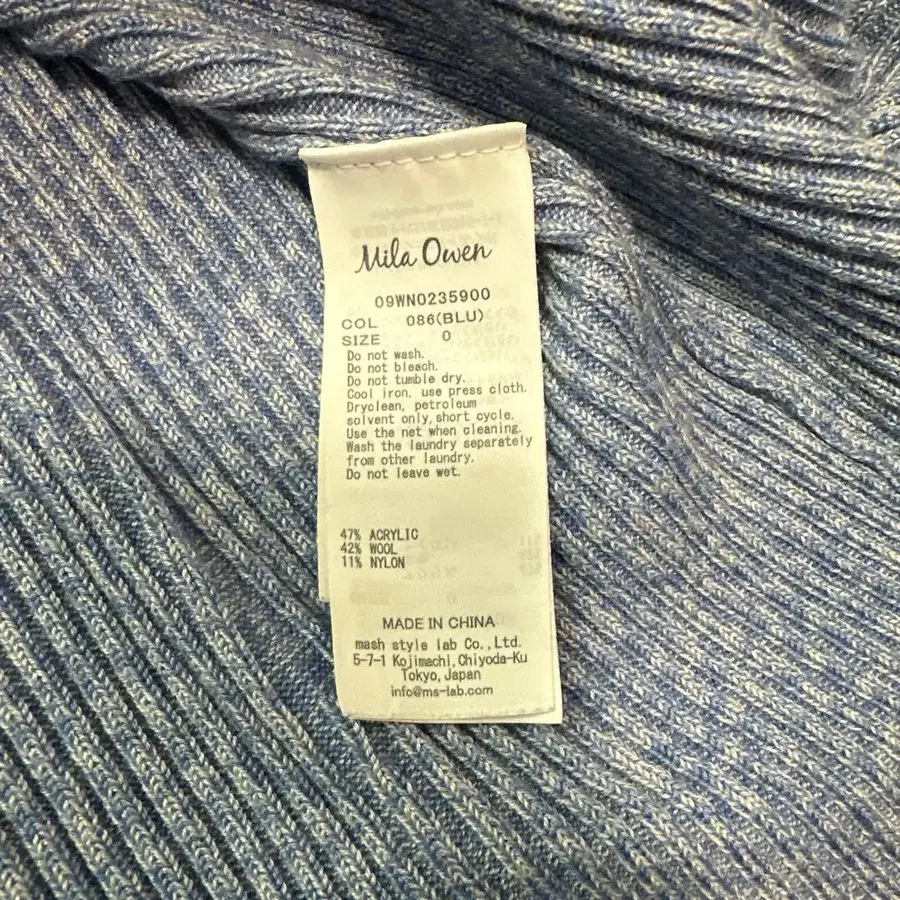 Mila Owen
09WN0235900
COL 086(BLU)
SIZE 0
Do not wash.
Do not bleach.
Do not tumble dry.
Cool iron, use press cloth.
Dryclean, petroleum
solvent only, short cycle.
Use the net when cleaning.
Wash the laundry separately
from other laundry.
Do not leave wet.
47% ACRYLIC
42% WOOL
11% NYLON
MADE IN CHINA
mash style lab Co., Ltd.
5-7-1 Kojimachi, Chiyoda-Ku
Tokyo, Japan
info@ms-lab.com